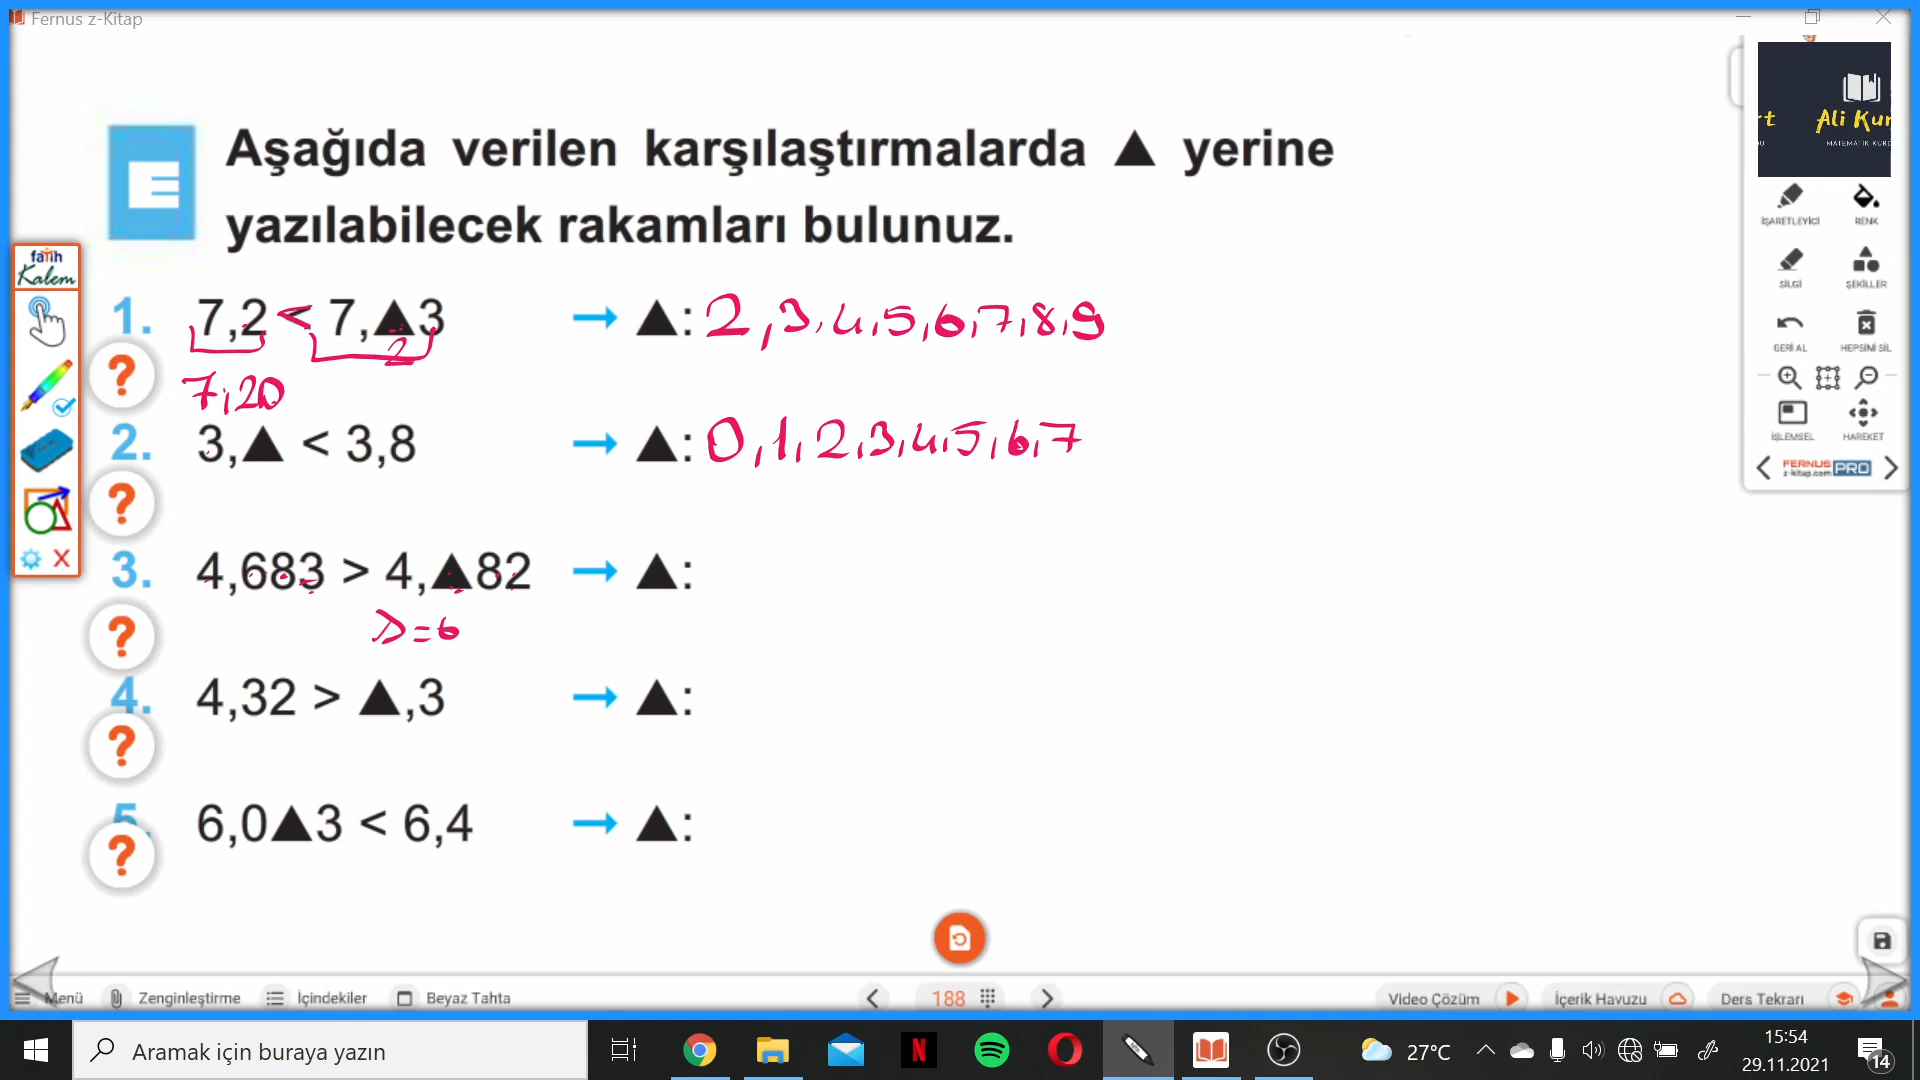 Fernus z-Kitap
Aşağıda verilen karşılaştırmalarda ▲ yerine
yazılabilecek rakamları bulunuz.
1. 7,2 < 7,▲3 → ▲: 2,3,4,5,6,7,8,9
2
7,20
2. 3,▲ < 3,8 → ▲: 0,1,2,3,4,5,6,7
3. 4,683 > 4,▲82 → ▲:
Δ=6
4. 4,32 > ▲,3 → ▲:
5. 6,0▲3 < 6,4 → ▲:
fatih
Kalem
Ali Kur
MATEMATİK KURD
İŞARETLEYİCİ RENK
SİLGİ ŞEKİLLER
GERİ AL HEPSİNİ SİL
İŞLEMSEL HAREKET
FERNUS PRO
z-kitap.com
Menü Zenginleştirme İçindekiler Beyaz Tahta 188 Video Çözüm İçerik Havuzu Ders Tekrarı
Aramak için buraya yazın 27°C 15:54
29.11.2021 14